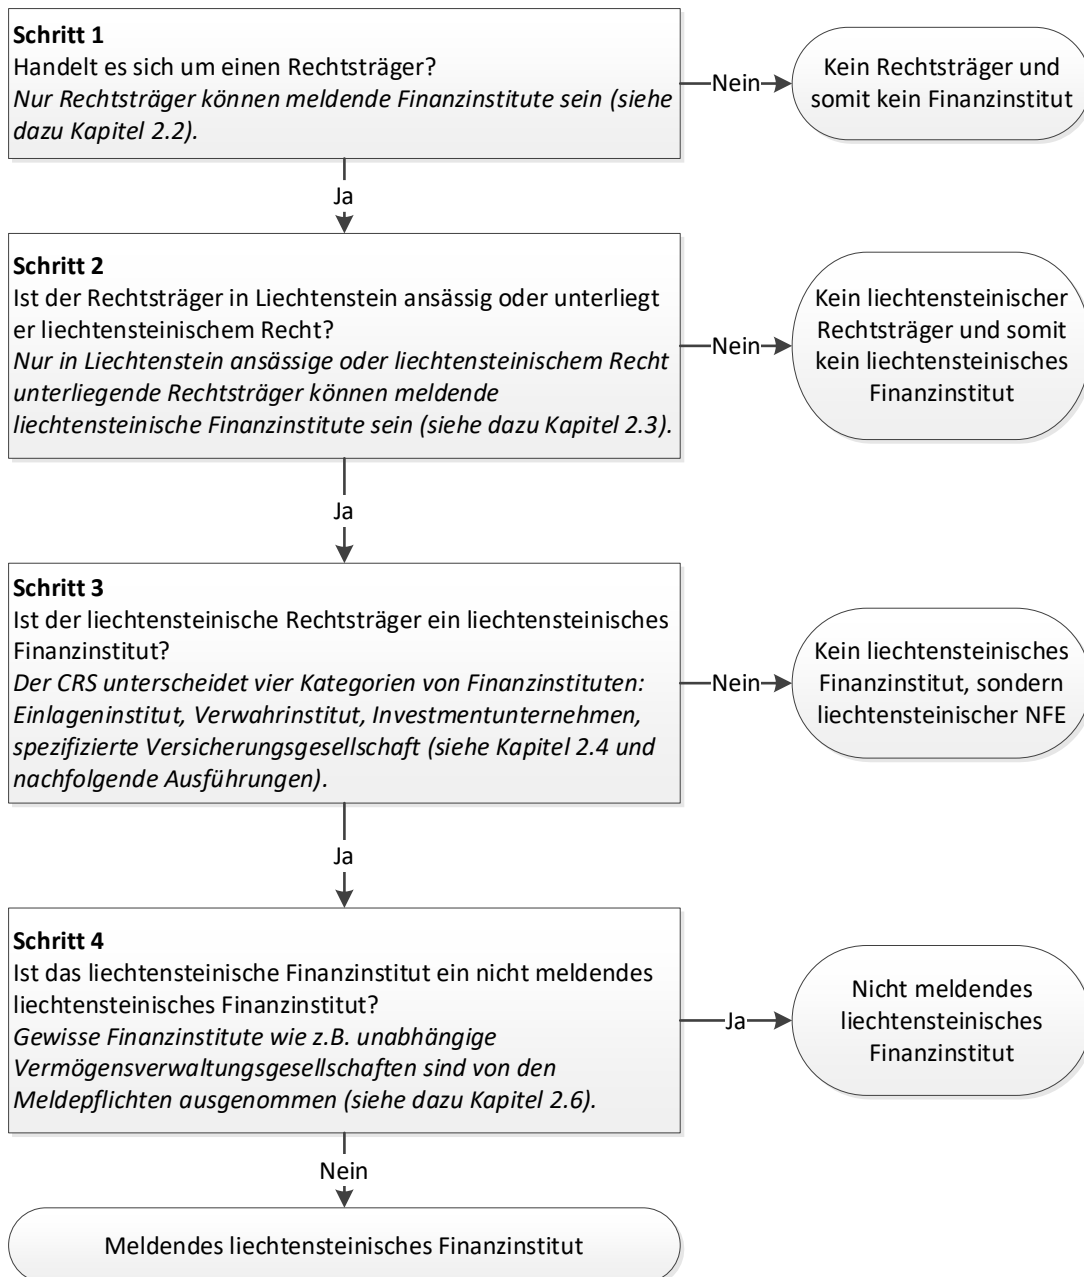 Schritt 1
Handelt es sich um einen Rechtsträger?
Nur Rechtsträger können meldende Finanzinstitute sein (siehe
dazu Kapitel 2.2).
Nein
Kein Rechtsträger und
somit kein Finanzinstitut
Ja
Schritt 2
Ist der Rechtsträger in Liechtenstein ansässig oder unterliegt
er liechtensteinischem Recht?
Nur in Liechtenstein ansässige oder liechtensteinischem Recht
unterliegende Rechtsträger können meldende
liechtensteinische Finanzinstitute sein (siehe dazu Kapitel 2.3).
Nein
Kein liechtensteinischer
Rechtsträger und somit
kein liechtensteinisches
Finanzinstitut
Ja
Schritt 3
Ist der liechtensteinische Rechtsträger ein liechtensteinisches
Finanzinstitut?
Der CRS unterscheidet vier Kategorien von Finanzinstituten:
Einlageninstitut, Verwahrinstitut, Investmentunternehmen,
spezifizierte Versicherungsgesellschaft (siehe Kapitel 2.4 und
nachfolgende Ausführungen).
Nein
Kein liechtensteinisches
Finanzinstitut, sondern
liechtensteinischer NFE
Ja
Schritt 4
Ist das liechtensteinische Finanzinstitut ein nicht meldendes
liechtensteinisches Finanzinstitut?
Gewisse Finanzinstitute wie z.B. unabhängige
Vermögensverwaltungsgesellschaften sind von den
Meldepflichten ausgenommen (siehe dazu Kapitel 2.6).
Ja
Nicht meldendes
liechtensteinisches
Finanzinstitut
Nein
Meldendes liechtensteinisches Finanzinstitut